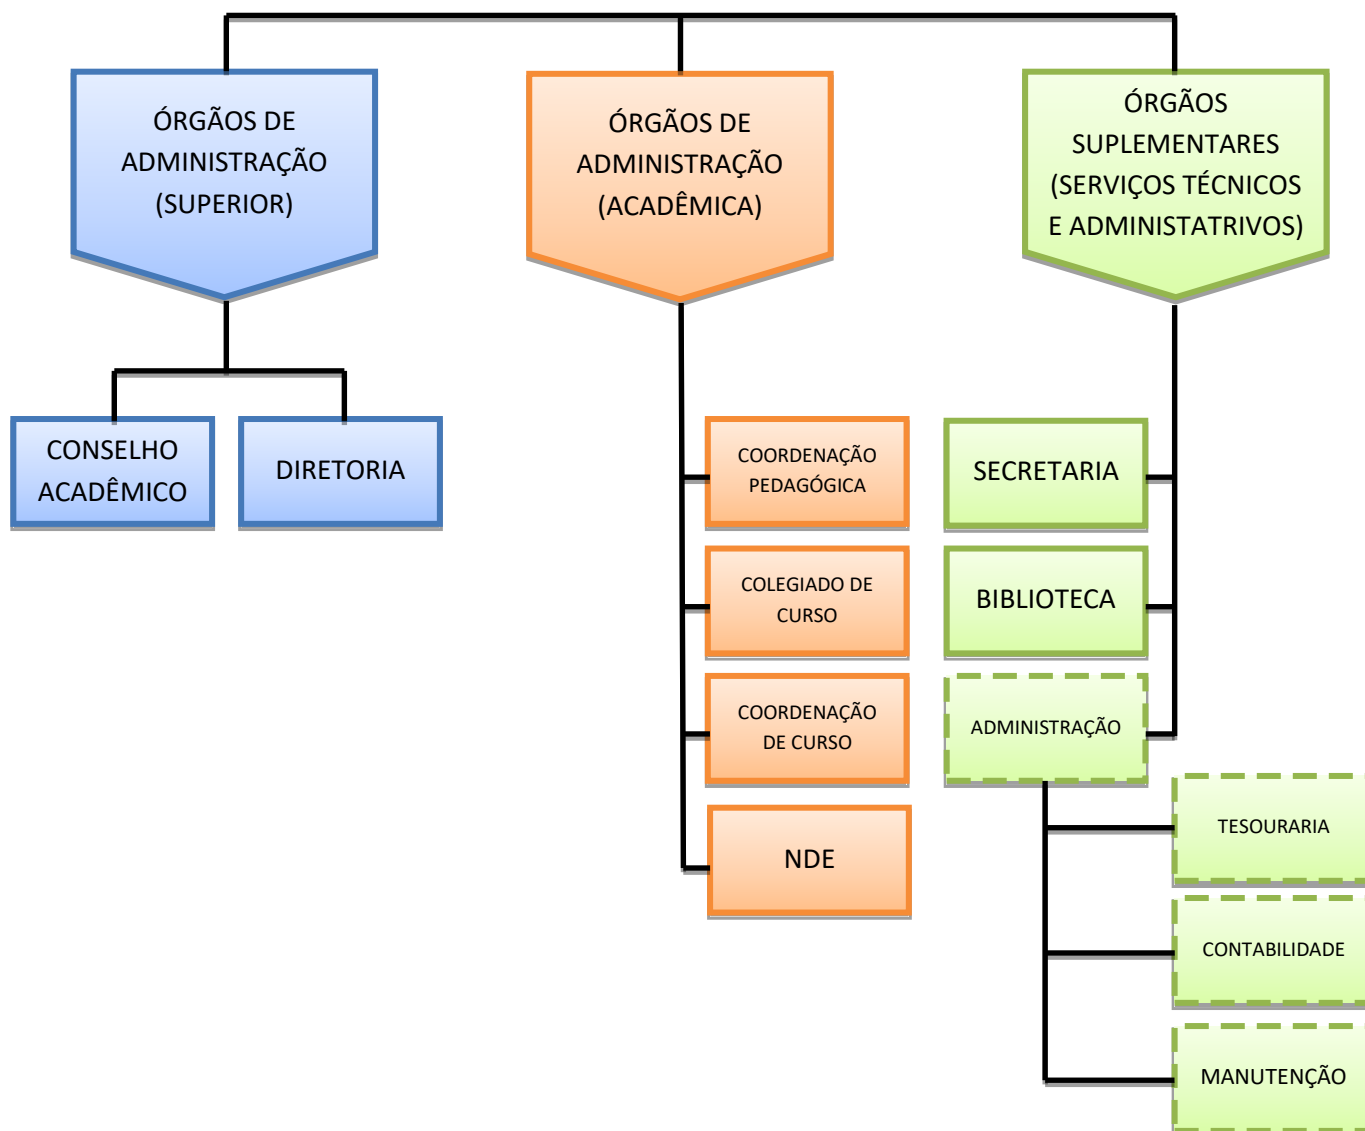 ÓRGÃOS DE
ADMINISTRAÇÃO
(SUPERIOR)
ÓRGÃOS DE
ADMINISTRAÇÃO
(ACADÊMICA)
ÓRGÃOS
SUPLEMENTARES
(SERVIÇOS TÉCNICOS
E ADMINISTATRIVOS)
CONSELHO
ACADÊMICO
DIRETORIA
COORDENAÇÃO
PEDAGÓGICA
COLEGIADO DE
CURSO
COORDENAÇÃO
DE CURSO
NDE
SECRETARIA
BIBLIOTECA
ADMINISTRAÇÃO
TESOURARIA
CONTABILIDADE
MANUTENÇÃO